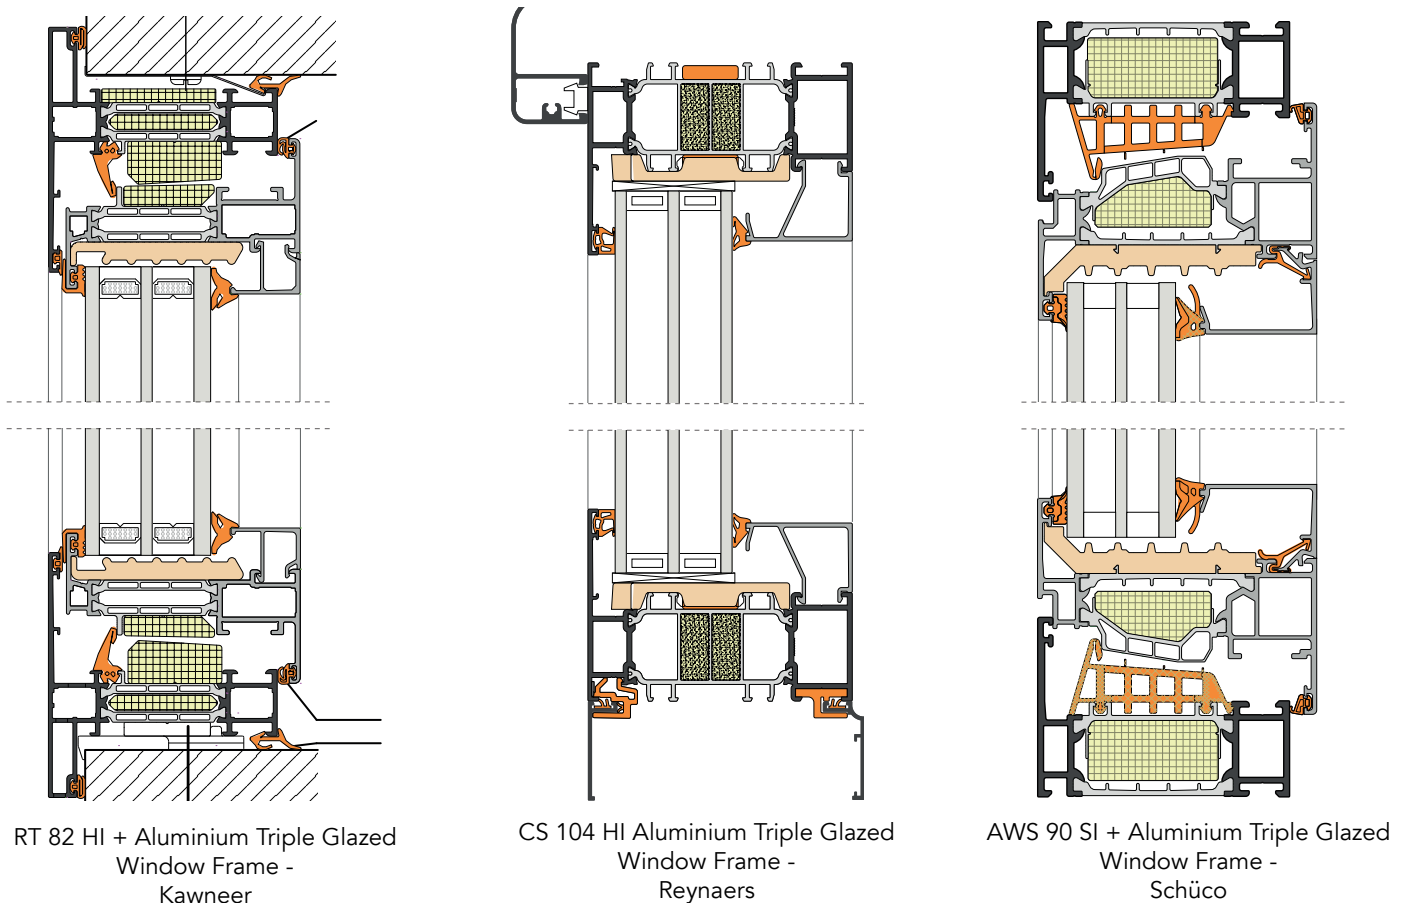 RT 82 HI + Aluminium Triple Glazed
Window Frame -
Kawneer
CS 104 HI Aluminium Triple Glazed
Window Frame -
Reynaers
AWS 90 SI + Aluminium Triple Glazed
Window Frame -
Schüco